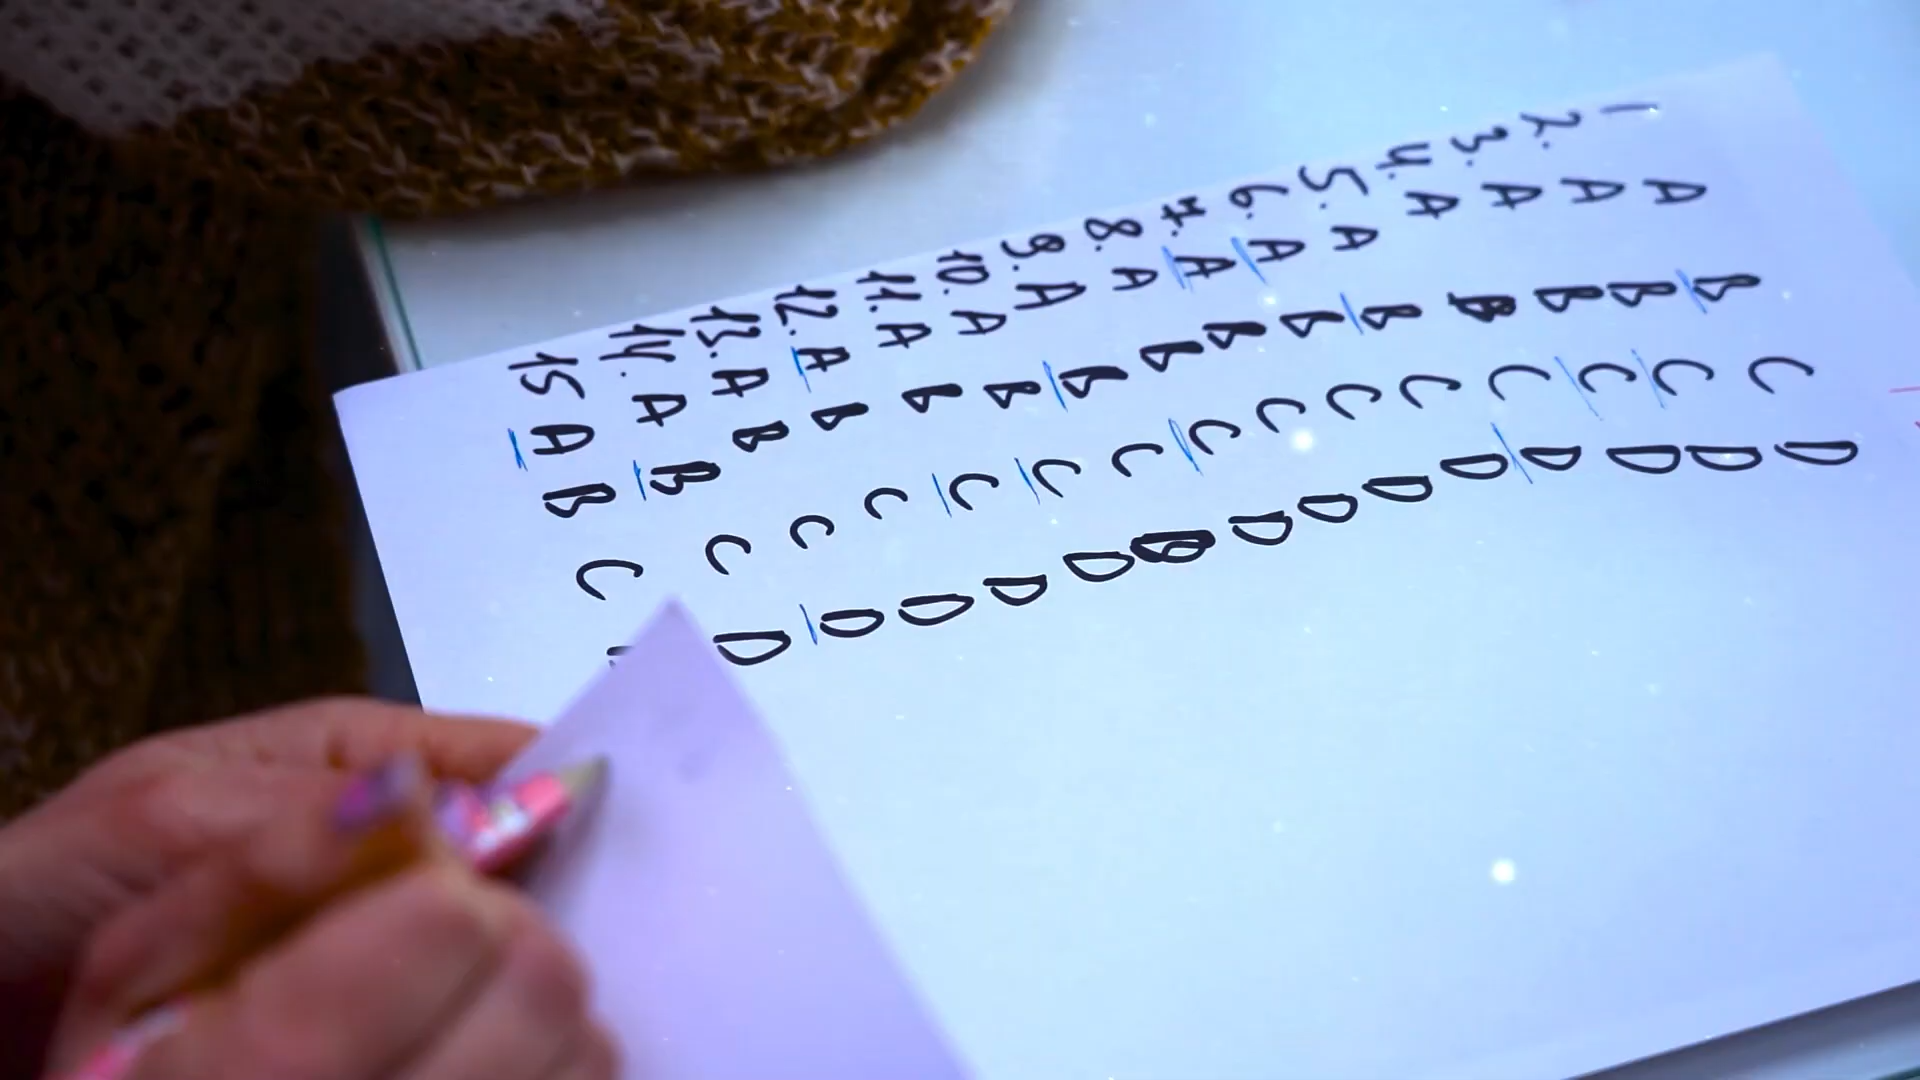 1 A B C D
2. A B C D
3. A B C D
4. A B C D
5. A B C D
6. A B C D
7. A B C D
8. A B C D
9. A B C D
10. A B C D
11. A B C D
12. A B C D
13. A B C D
14. A B C D
15 A B C